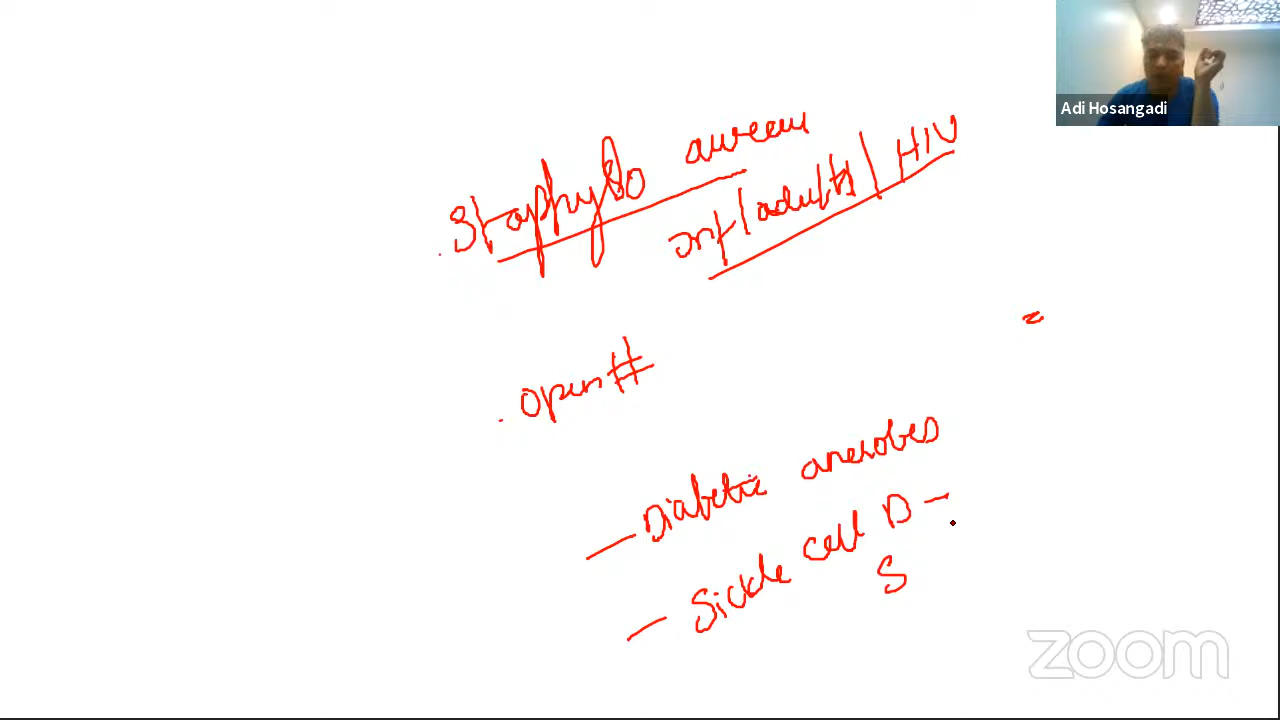 Adi Hosangadi
. Staphylo aureus
inf/adults/HIV
=
. open #
— Diabetic anerobes
— Sickle cell D –
S
zoom